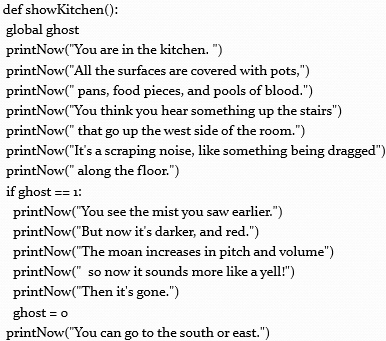 def showKitchen():
 global ghost
 printNow("You are in the kitchen. ")
 printNow("All the surfaces are covered with pots,")
 printNow(" pans, food pieces, and pools of blood.")
 printNow("You think you hear something up the stairs")
 printNow(" that go up the west side of the room.")
 printNow("It's a scraping noise, like something being dragged")
 printNow(" along the floor.")
 if ghost == 1:
  printNow("You see the mist you saw earlier.")
  printNow("But now it's darker, and red.")
  printNow("The moan increases in pitch and volume")
  printNow("  so now it sounds more like a yell!")
  printNow("Then it's gone.")
  ghost = 0
 printNow("You can go to the south or east.")